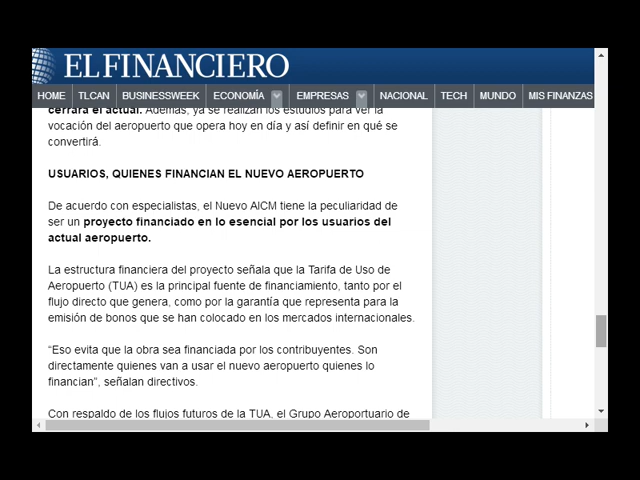 EL FINANCIERO
HOME TLCAN BUSINESSWEEK ECONOMÍA EMPRESAS NACIONAL TECH MUNDO MIS FINANZAS
cerrará el actual. Además, ya se realizan los estudios para ver la
vocación del aeropuerto que opera hoy en día y así definir en qué se
convertirá.
USUARIOS, QUIENES FINANCIAN EL NUEVO AEROPUERTO
De acuerdo con especialistas, el Nuevo AICM tiene la peculiaridad de
ser un proyecto financiado en lo esencial por los usuarios del
actual aeropuerto.
La estructura financiera del proyecto señala que la Tarifa de Uso de
Aeropuerto (TUA) es la principal fuente de financiamiento, tanto por el
flujo directo que genera, como por la garantía que representa para la
emisión de bonos que se han colocado en los mercados internacionales.
“Eso evita que la obra sea financiada por los contribuyentes. Son
directamente quienes van a usar el nuevo aeropuerto quienes lo
financian”, señalan directivos.
Con respaldo de los flujos futuros de la TUA, el Grupo Aeroportuario de